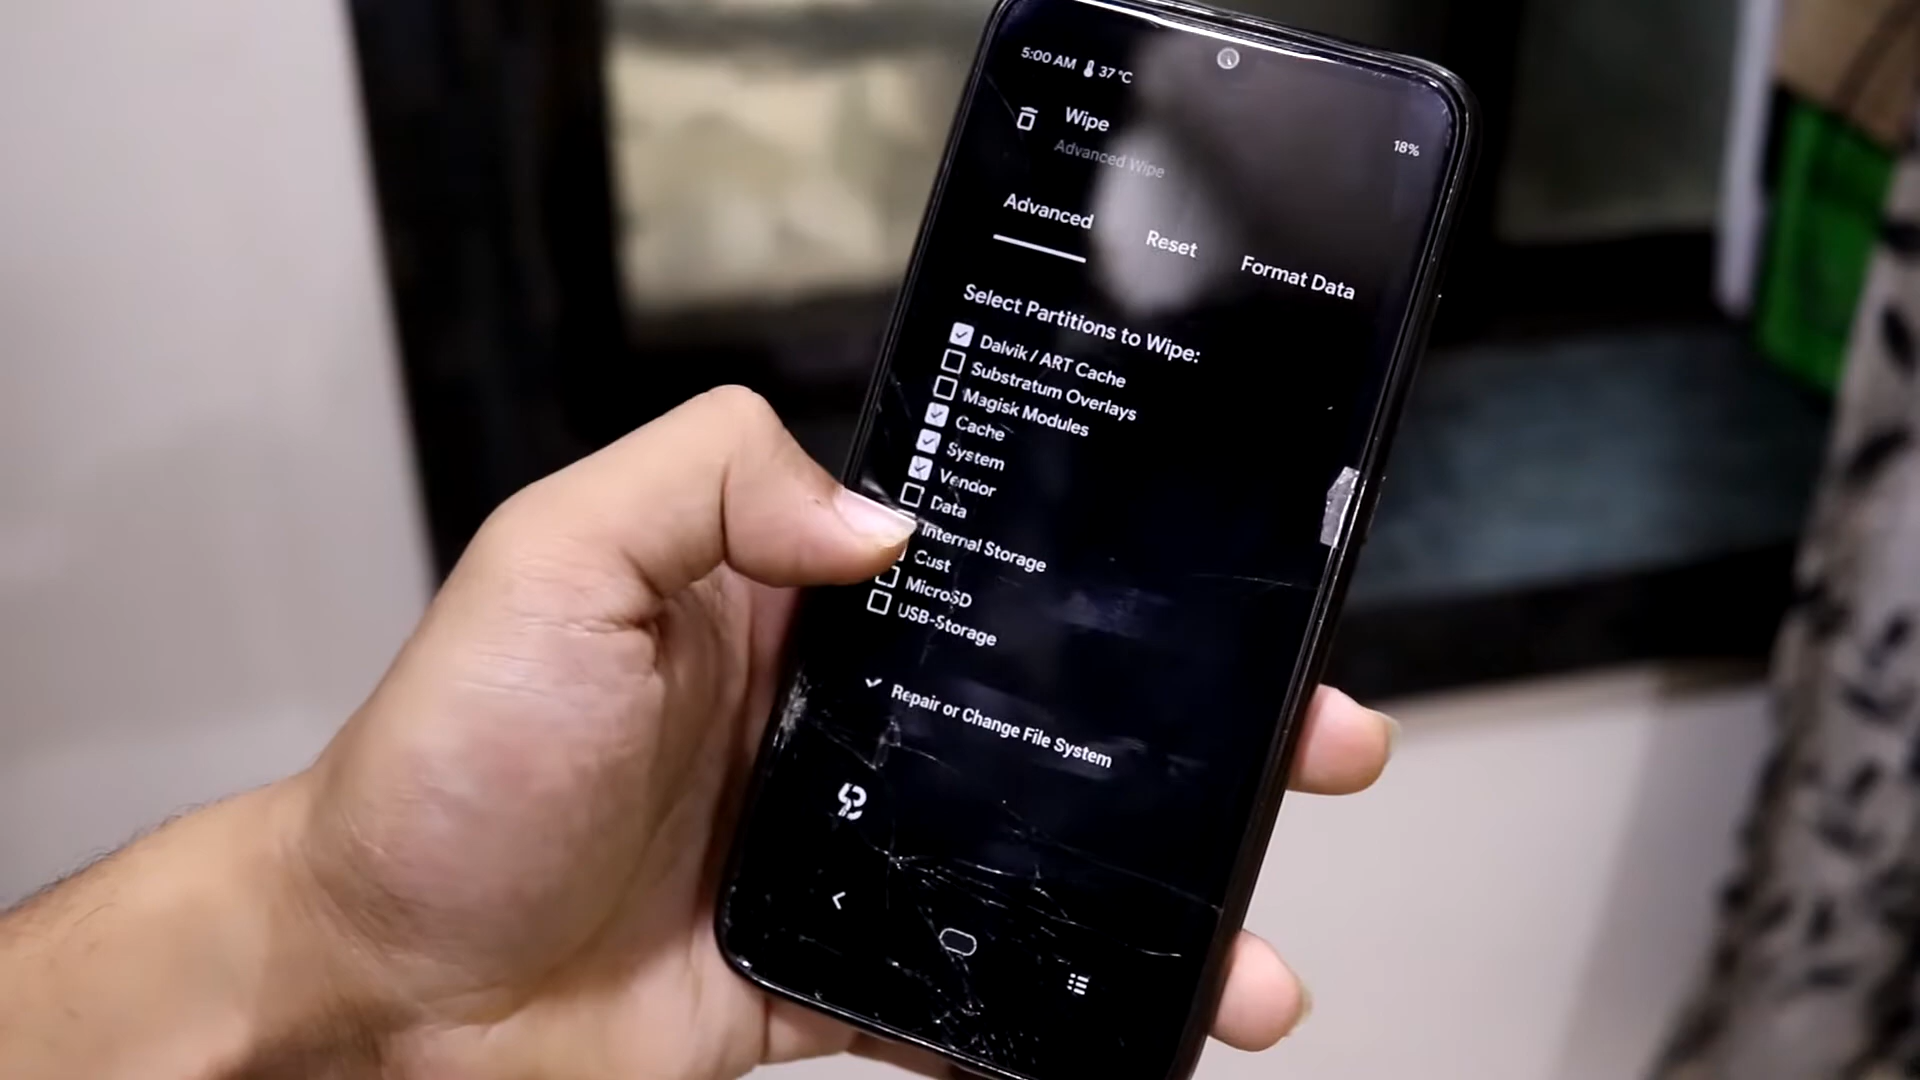 5:00 AM 37 °C
18%
Wipe
Advanced Wipe
Advanced
Reset
Format Data
Select Partitions to Wipe:
Dalvik / ART Cache
Substratum Overlays
Magisk Modules
Cache
System
Vendor
Data
Internal Storage
Cust
MicroSD
USB-Storage
Repair or Change File System